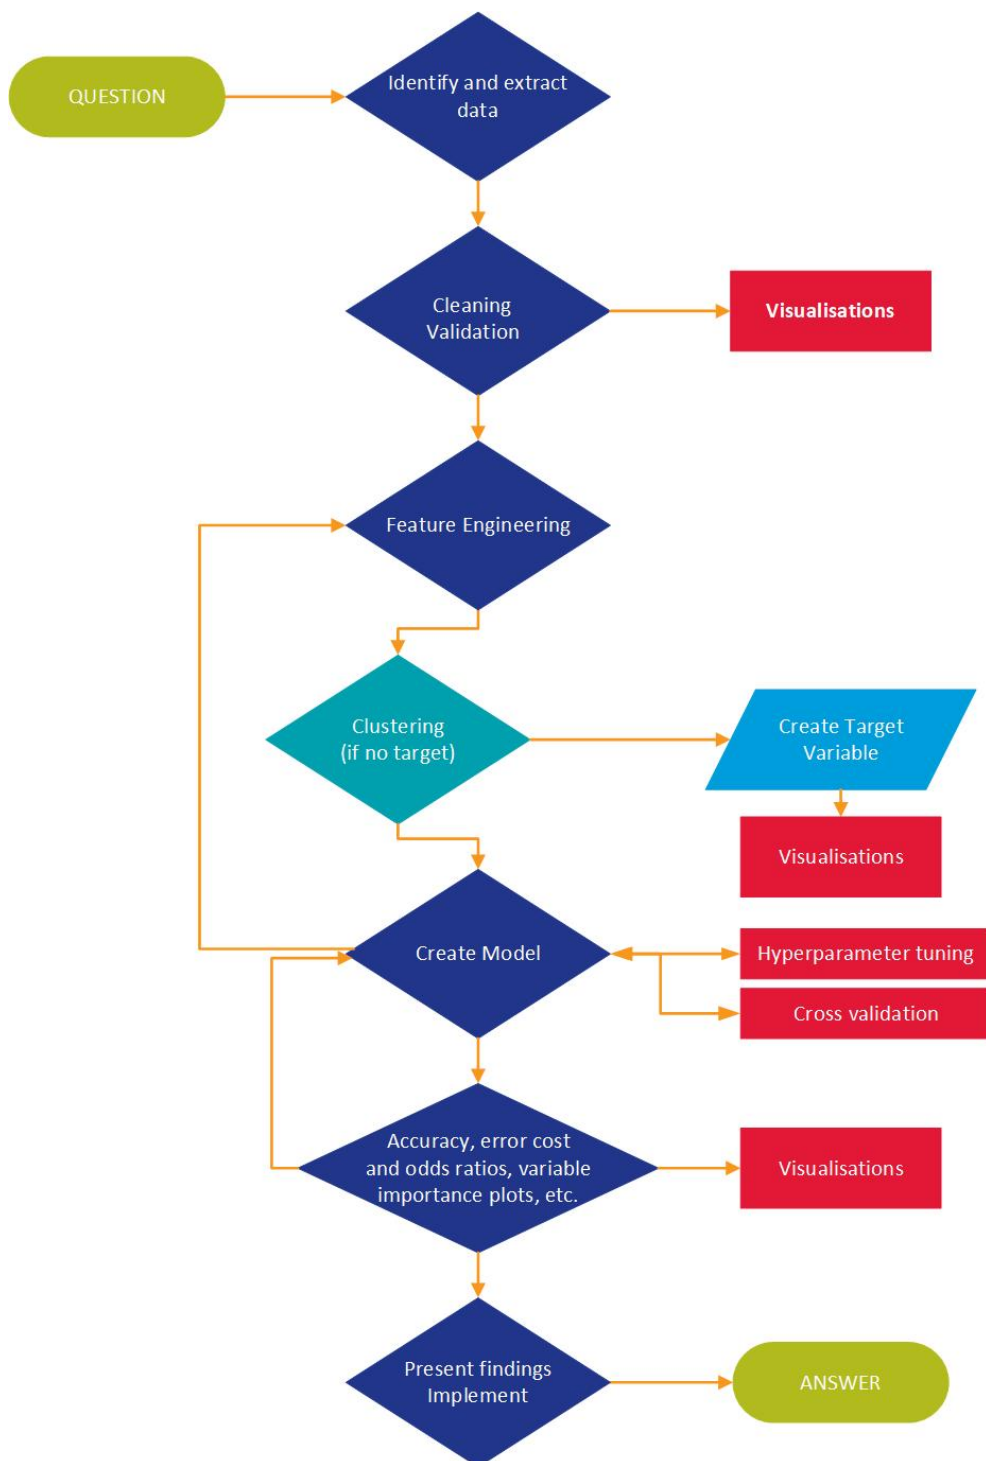 QUESTION
Identify and extract
data
Cleaning
Validation
Visualisations
Feature Engineering
Clustering
(if no target)
Create Target
Variable
Visualisations
Create Model
Hyperparameter tuning
Cross validation
Accuracy, error cost
and odds ratios, variable
importance plots, etc.
Visualisations
Present findings
Implement
ANSWER